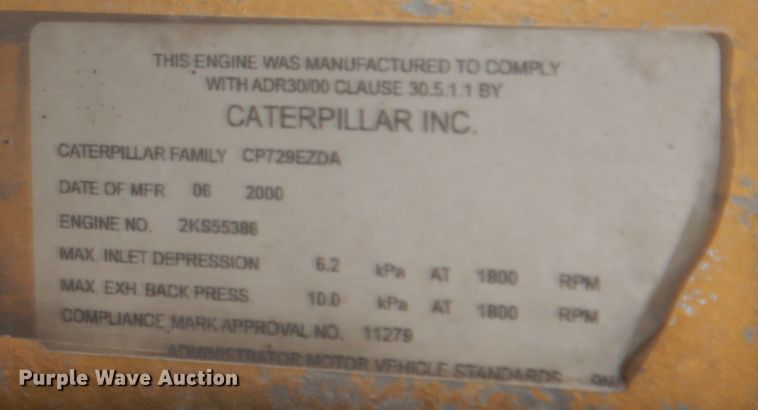 THIS ENGINE WAS MANUFACTURED TO COMPLY
WITH ADR30/00 CLAUSE 30.5.1.1 BY
CATERPILLAR INC.
CATERPILLAR FAMILY CP729EZDA
DATE OF MFR 06 2000
ENGINE NO. 2KS55386
MAX. INLET DEPRESSION 6.2 kPa AT 1800 RPM
MAX. EXH. BACK PRESS. 10.0 kPa AT 1800 RPM
COMPLIANCE MARK APPROVAL NO. 11279
ADMINISTRATOR MOTOR VEHICLE STANDARDS
Purple Wave Auction